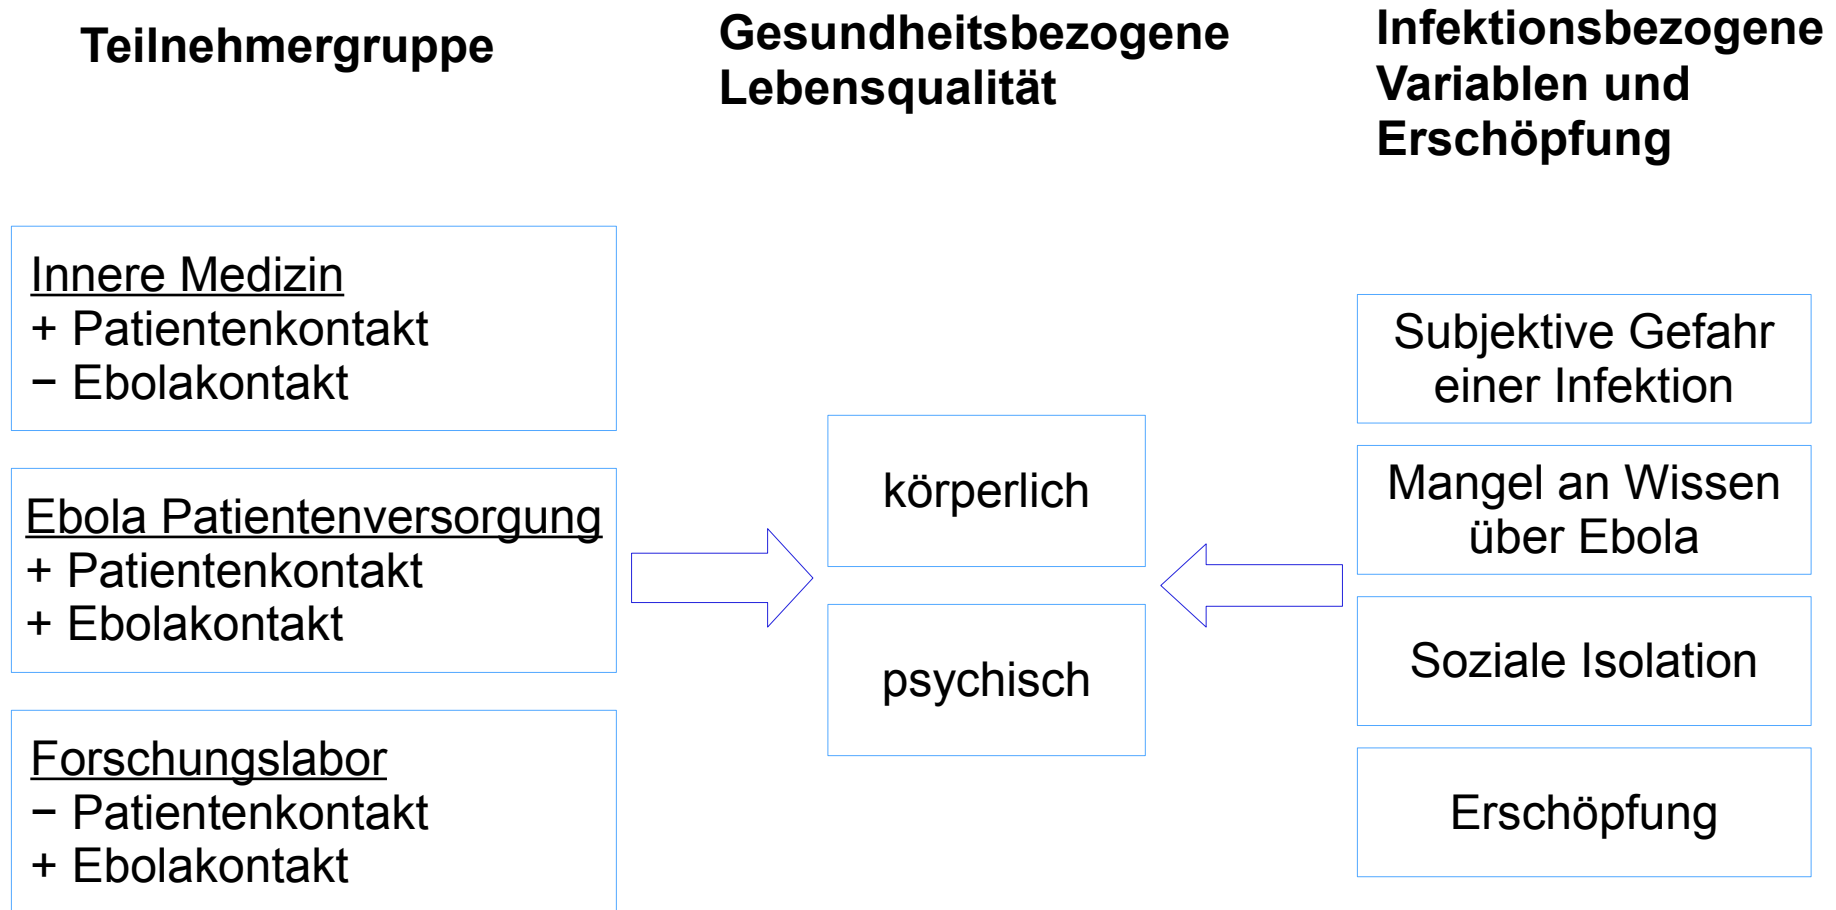 Teilnehmergruppe
Gesundheitsbezogene
Lebensqualität
Infektionsbezogene
Variablen und
Erschöpfung
Innere Medizin
+ Patientenkontakt
− Ebolakontakt
Ebola Patientenversorgung
+ Patientenkontakt
+ Ebolakontakt
Forschungslabor
− Patientenkontakt
+ Ebolakontakt
körperlich
psychisch
Subjektive Gefahr
einer Infektion
Mangel an Wissen
über Ebola
Soziale Isolation
Erschöpfung